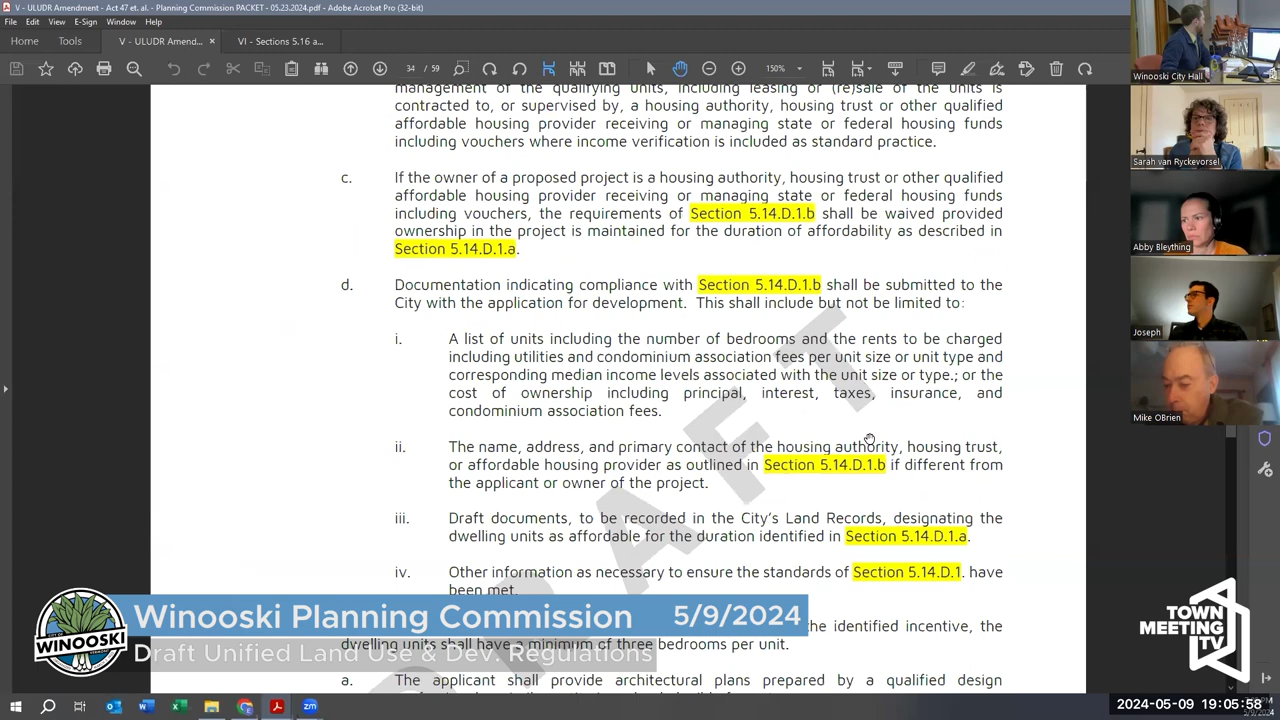 V - ULUDR Amendment - Act 47 et. al. - Planning Commission PACKET - 05.23.2024.pdf - Adobe Acrobat Pro (32-bit)
File Edit View E-Sign Window Help
Home Tools V - ULUDR Amend... × VI - Sections 5.16 a...
34 / 59 150%
management of the qualifying units, including leasing or (re)sale of the units is
contracted to, or supervised by, a housing authority, housing trust or other qualified
affordable housing provider receiving or managing state or federal housing funds
including vouchers where income verification is included as standard practice.
c. If the owner of a proposed project is a housing authority, housing trust or other qualified
affordable housing provider receiving or managing state or federal housing funds
including vouchers, the requirements of Section 5.14.D.1.b shall be waived provided
ownership in the project is maintained for the duration of affordability as described in
Section 5.14.D.1.a.
d. Documentation indicating compliance with Section 5.14.D.1.b shall be submitted to the
City with the application for development. This shall include but not be limited to:
i. A list of units including the number of bedrooms and the rents to be charged
including utilities and condominium association fees per unit size or unit type and
corresponding median income levels associated with the unit size or type.; or the
cost of ownership including principal, interest, taxes, insurance, and
condominium association fees.
ii. The name, address, and primary contact of the housing authority, housing trust,
or affordable housing provider as outlined in Section 5.14.D.1.b if different from
the applicant or owner of the project.
iii. Draft documents, to be recorded in the City's Land Records, designating the
dwelling units as affordable for the duration identified in Section 5.14.D.1.a.
iv. Other information as necessary to ensure the standards of Section 5.14.D.1. have
been met.
the identified incentive, the
dwelling units shall have a minimum of three bedrooms per unit.
a. The applicant shall provide architectural plans prepared by a qualified design
DRAFT
Winooski City Hall
Sarah van Ryckevorsel
Abby Bleything
Joseph
Mike OBrien
WINOOSKI
Winooski Planning Commission 5/9/2024
Draft Unified Land Use & Dev. Regulations
TOWN
MEETING
TV
2024-05-09 19:05:58